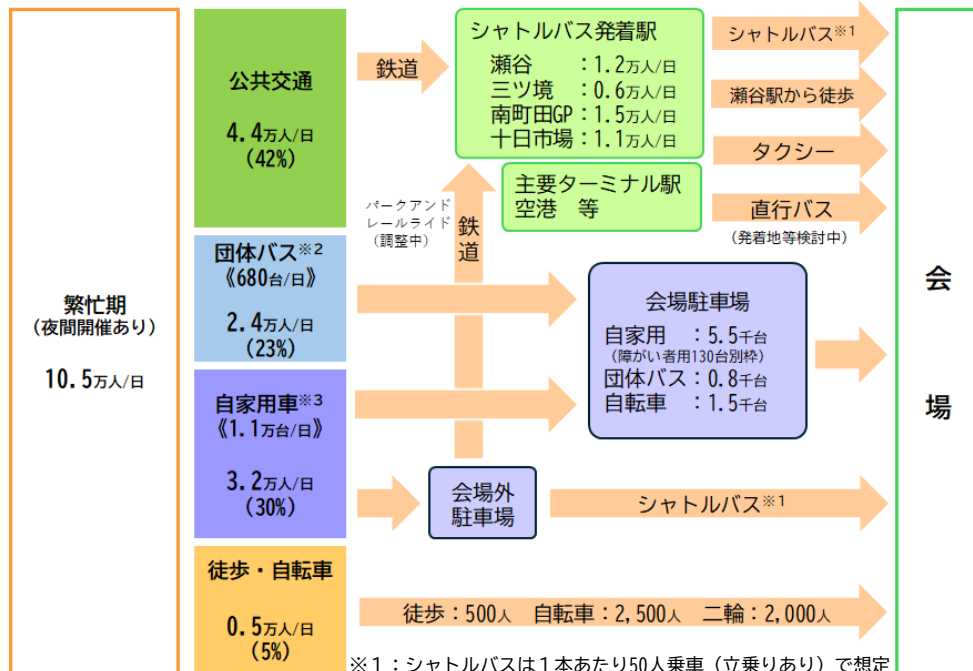 繁忙期
(夜間開催あり)
10.5万人/日
公共交通
4.4万人/日
(42%)
団体バス※2
《680台/日》
2.4万人/日
(23%)
自家用車※3
《1.1万台/日》
3.2万人/日
(30%)
徒歩・自転車
0.5万人/日
(5%)
鉄道
シャトルバス発着駅
瀬谷　　：1.2万人/日
三ツ境　：0.6万人/日
南町田GP：1.5万人/日
十日市場：1.1万人/日
主要ターミナル駅
空港　等
パークアンド
レールライド
(調整中)
鉄道
シャトルバス※1
瀬谷駅から徒歩
タクシー
直行バス
(発着地等検討中)
会場駐車場
自家用　：5.5千台
(障がい者用130台別枠)
団体バス：0.8千台
自転車　：1.5千台
会場外
駐車場
シャトルバス※1
徒歩：500人　自転車：2,500人　二輪：2,000人
会場
※１：シャトルバスは１本あたり50人乗車（立乗りあり）で想定